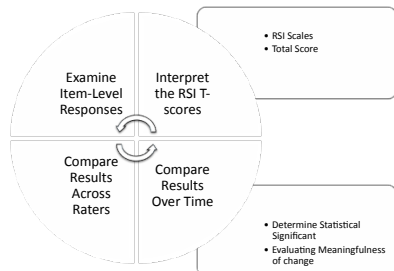 Examine
Item-Level
Responses
Interpret
the RSI T-
scores
• RSI Scales
• Total Score
Compare
Results
Across
Raters
Compare
Results
Over Time
• Determine Statistical
Significant
• Evaluating Meaningfulness
of change